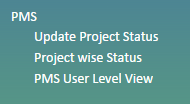 PMS
Update Project Status
Project wise Status
PMS User Level View